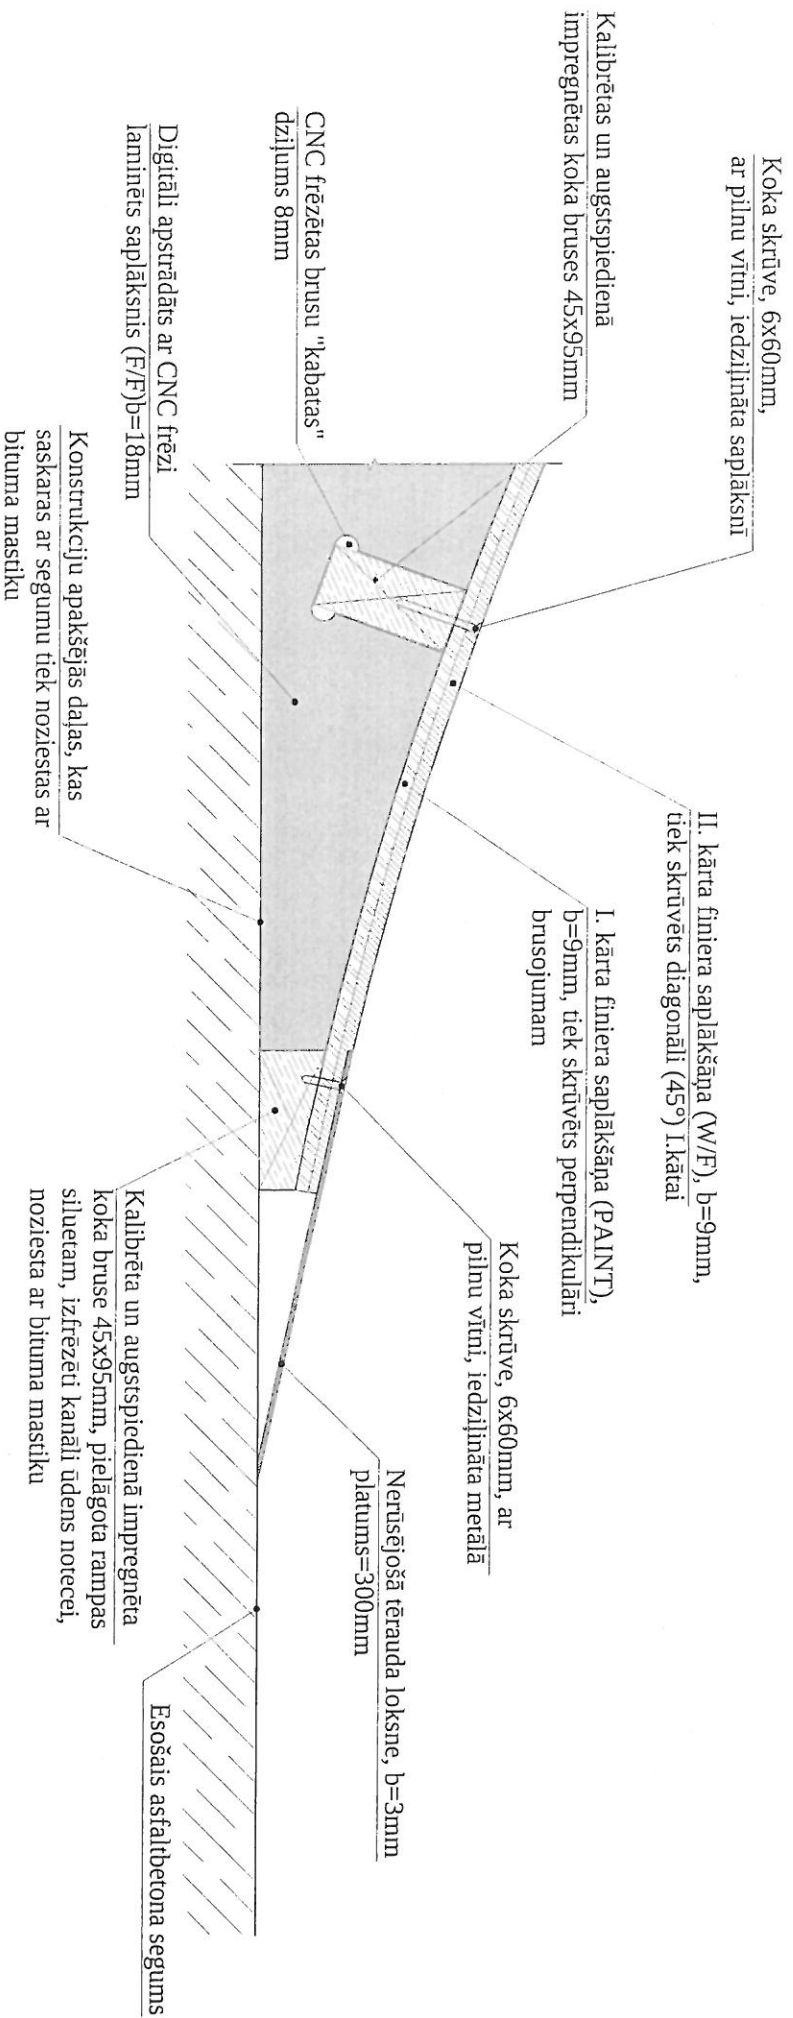 Koka skrūve, 6x60mm,
ar pilnu vītni, iedziļināta saplāksnī
Kalibrētas un augstspiedienā
impregnētas koka bruses 45x95mm
CNC frēzētas brusu "kabatas"
dziļums 8mm
Digitāli apstrādāts ar CNC frēzi
laminēts saplāksnis (F/F)b=18mm
Konstrukciju apakšējās daļas, kas
saskaras ar segumu tiek noziestas ar
bituma mastiku
II. kārta finiera saplākšāņa (W/F), b=9mm,
tiek skrūvēts diagonāli (45°) I.kātai
I. kārta finiera saplākšāņa (PAINT),
b=9mm, tiek skrūvēts perpendikulāri
brusojumam
Koka skrūve, 6x60mm, ar
pilnu vītni, iedziļināta metālā
Nerūsējošā tērauda loksne, b=3mm
platums=300mm
Kalibrēta un augstspiedienā impregnēta
koka bruse 45x95mm, pielāgota rampas
siluetam, izfrēzēti kanāli ūdens notecei,
noziesta ar bituma mastiku
Esošais asfaltbetona segums